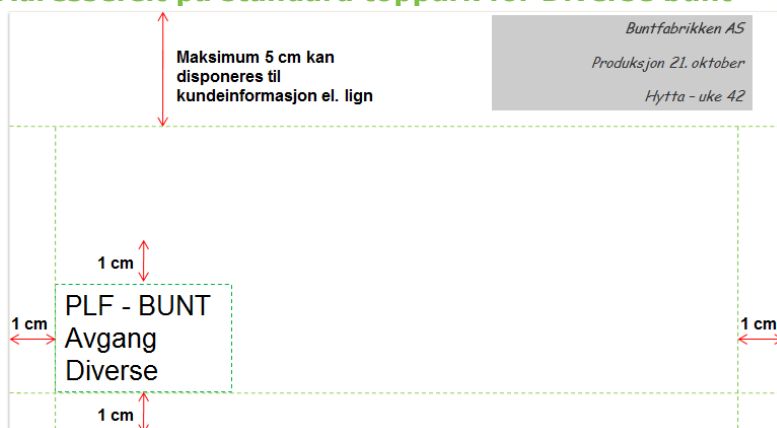 Maksimum 5 cm kan
disponeres til
kundeinformasjon el. lign
Buntfabrikken AS
Produksjon 21. oktober
Hytta – uke 42
1 cm
PLF - BUNT
Avgang
Diverse
1 cm
1 cm
1 cm